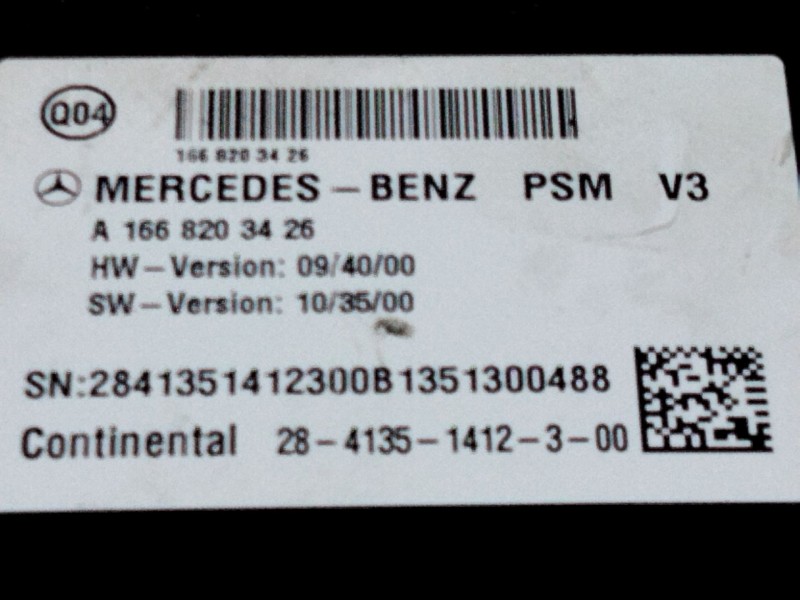 Q04
166 820 34 26
MERCEDES-BENZ PSM V3
A 166 820 34 26
HW-Version: 09/40/00
SW-Version: 10/35/00
SN:2841351412300B1351300488
Continental 28-4135-1412-3-00